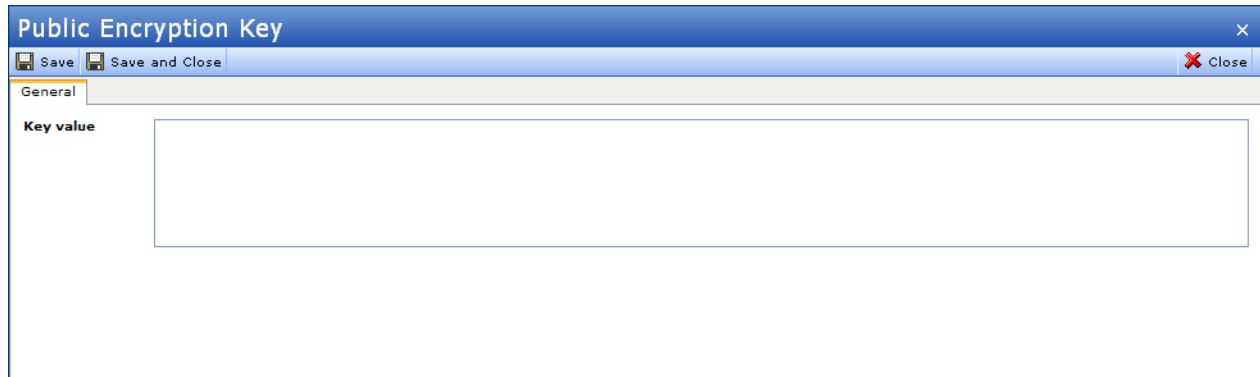 Public Encryption Key
Save Save and Close Close
General
Key value